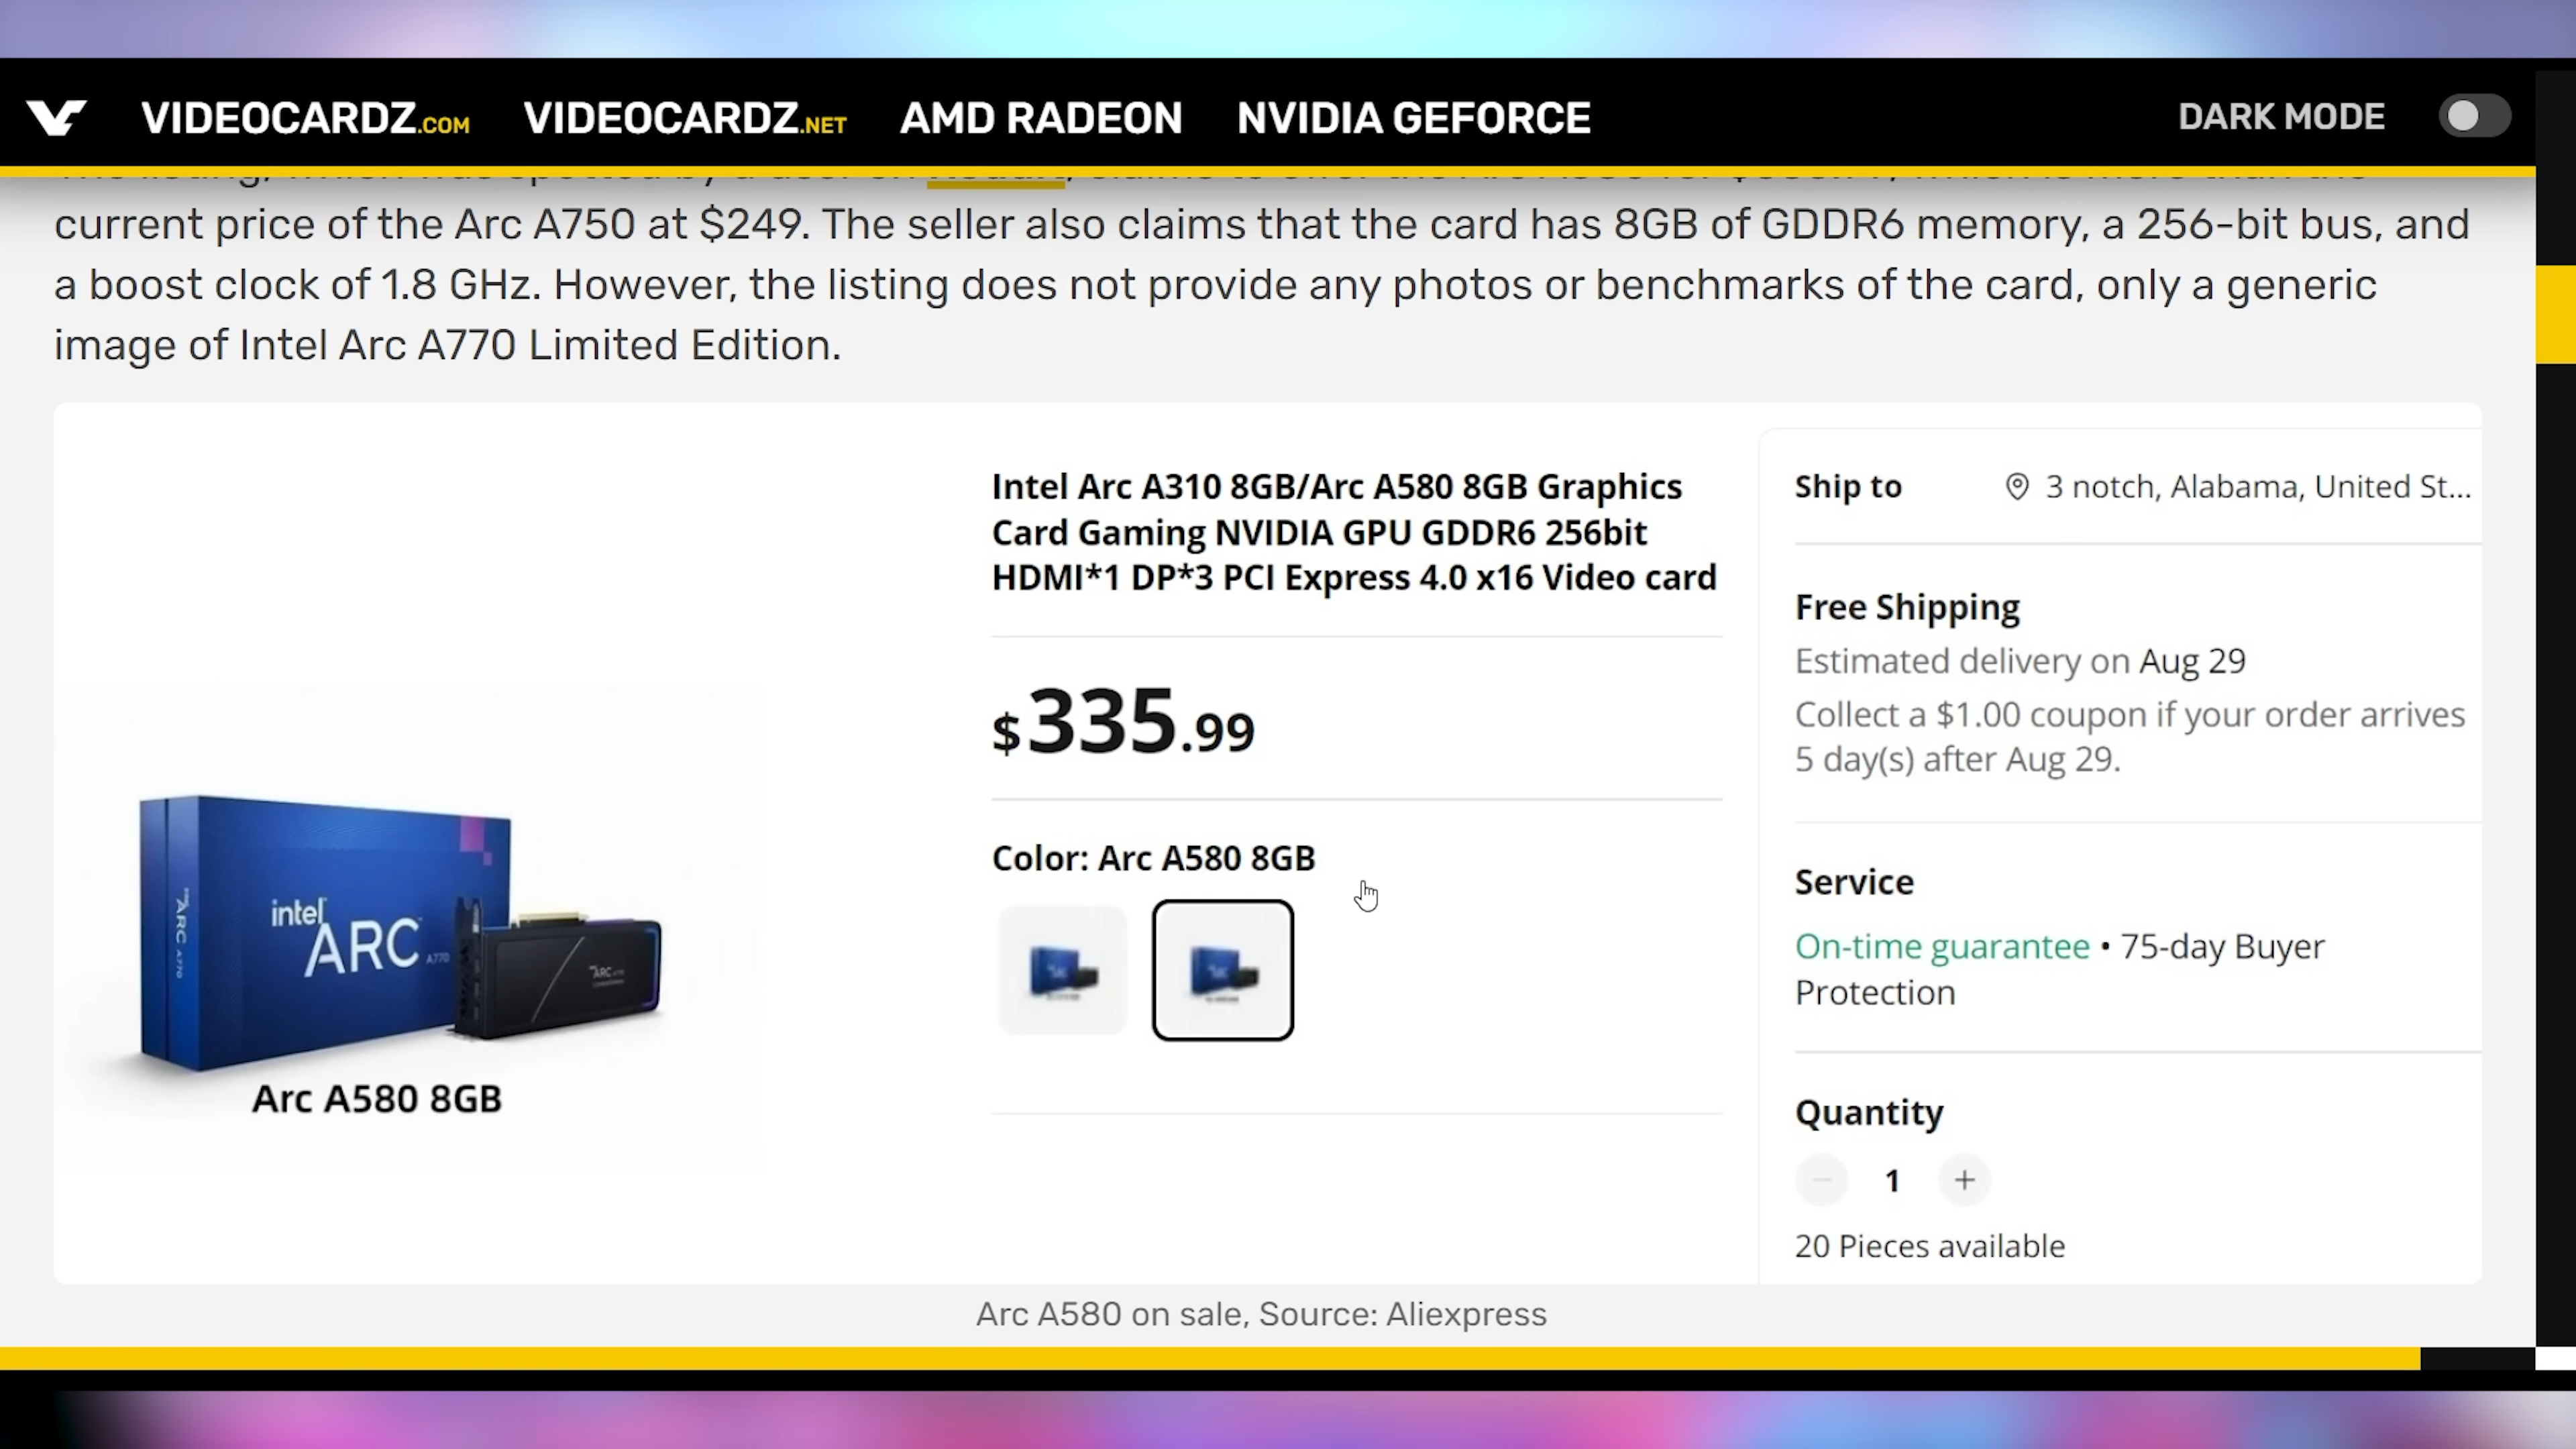 VIDEOCARDZ.COM VIDEOCARDZ.NET AMD RADEON NVIDIA GEFORCE DARK MODE
current price of the Arc A750 at $249. The seller also claims that the card has 8GB of GDDR6 memory, a 256-bit bus, and
a boost clock of 1.8 GHz. However, the listing does not provide any photos or benchmarks of the card, only a generic
image of Intel Arc A770 Limited Edition.
intel
ARC A770
ARC A770
ARC
Arc A580 8GB
Intel Arc A310 8GB/Arc A580 8GB Graphics
Card Gaming NVIDIA GPU GDDR6 256bit
HDMI*1 DP*3 PCI Express 4.0 x16 Video card
$335.99
Color: Arc A580 8GB
Ship to 3 notch, Alabama, United St...
Free Shipping
Estimated delivery on Aug 29
Collect a $1.00 coupon if your order arrives
5 day(s) after Aug 29.
Service
On-time guarantee • 75-day Buyer
Protection
Quantity
− 1 +
20 Pieces available
Arc A580 on sale, Source: Aliexpress